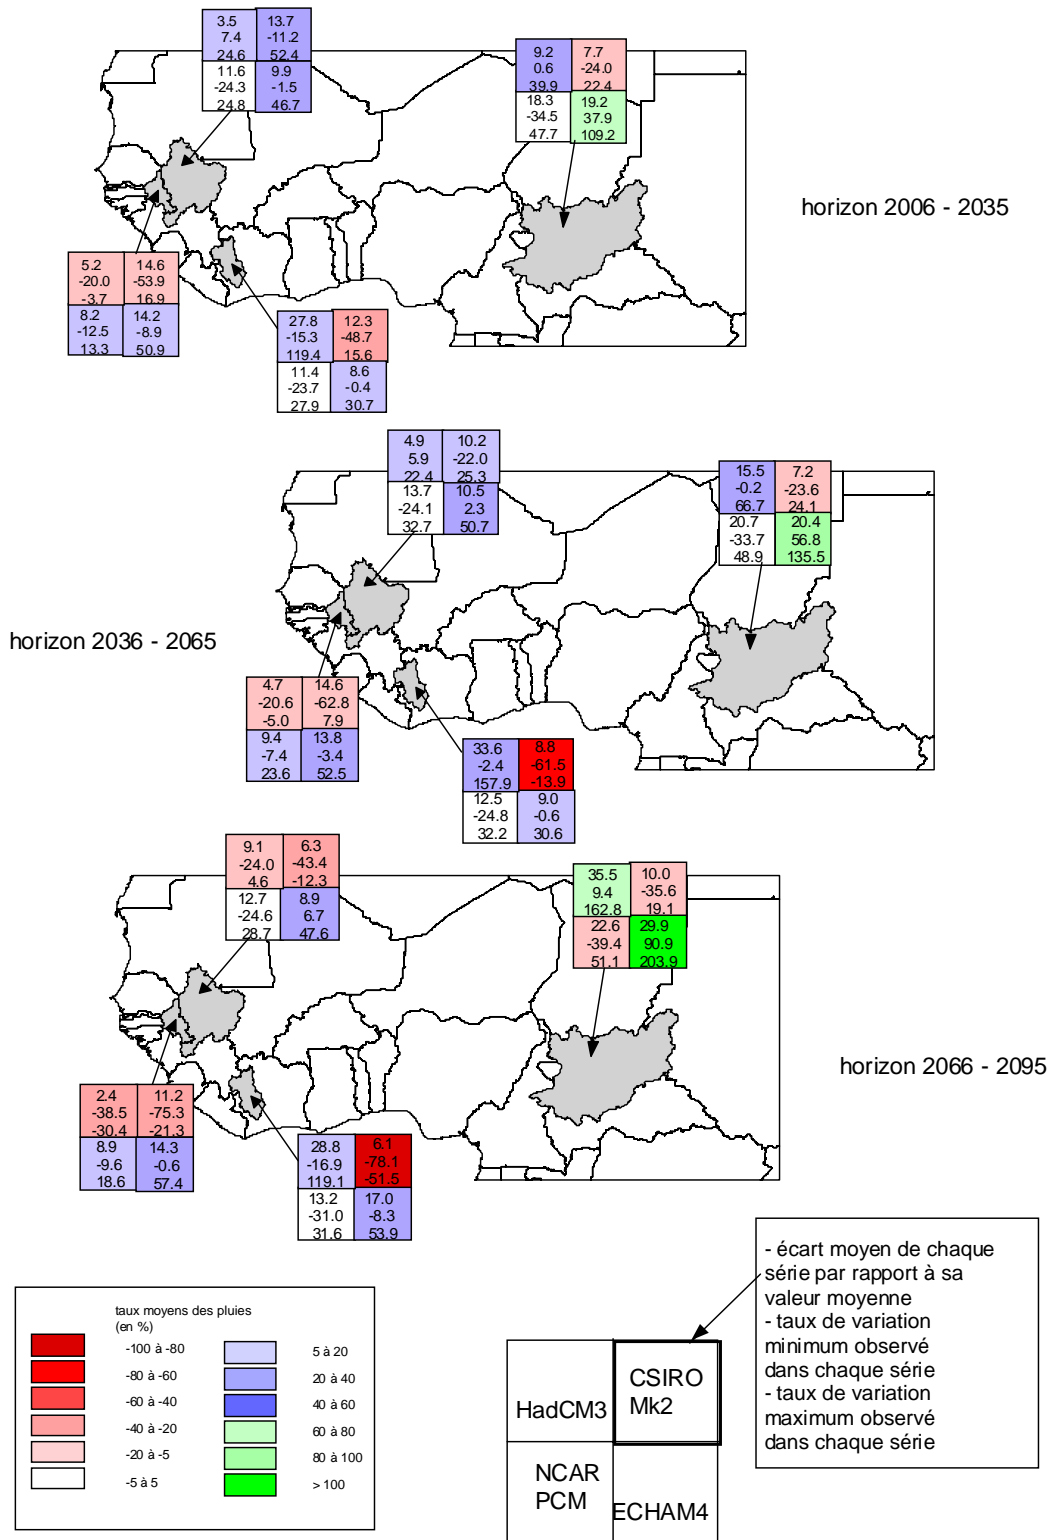 3.5 13.7
7.4 -11.2
24.6 52.4
11.6 9.9
-24.3 -1.5
24.8 46.7
9.2 7.7
0.6 -24.0
39.9 22.4
18.3 19.2
-34.5 37.9
47.7 109.2
horizon 2006 - 2035
5.2 14.6
-20.0 -53.9
-3.7 16.9
8.2 14.2
-12.5 -8.9
13.3 50.9
27.8 12.3
-15.3 -48.7
119.4 15.6
11.4 8.6
-23.7 -0.4
27.9 30.7
4.9 10.2
5.9 -22.0
22.4 25.3
13.7 10.5
-24.1 2.3
32.7 50.7
15.5 7.2
-0.2 -23.6
66.7 24.1
20.7 20.4
-33.7 56.8
48.9 135.5
horizon 2036 - 2065
4.7 14.6
-20.6 -62.8
-5.0 7.9
9.4 13.8
-7.4 -3.4
23.6 52.5
33.6 8.8
-2.4 -61.5
157.9 -13.9
12.5 9.0
-24.8 -0.6
32.2 30.6
9.1 6.3
-24.0 -43.4
4.6 -12.3
12.7 8.9
-24.6 6.7
28.7 47.6
35.5 10.0
9.4 -35.6
162.8 19.1
22.6 29.9
-39.4 90.9
51.1 203.9
horizon 2066 - 2095
2.4 11.2
-38.5 -75.3
-30.4 -21.3
8.9 14.3
-9.6 -0.6
18.6 57.4
28.8 6.1
-16.9 -78.1
119.1 -51.5
13.2 17.0
-31.0 -8.3
31.6 53.9
taux moyens des pluies
(en %)
-100 à -80
-80 à -60
-60 à -40
-40 à -20
-20 à -5
-5 à 5
5 à 20
20 à 40
40 à 60
60 à 80
80 à 100
> 100
HadCM3
CSIRO
Mk2
NCAR
PCM
ECHAM4
- écart moyen de chaque
série par rapport à sa
valeur moyenne
- taux de variation
minimum observé
dans chaque série
- taux de variation
maximum observé
dans chaque série